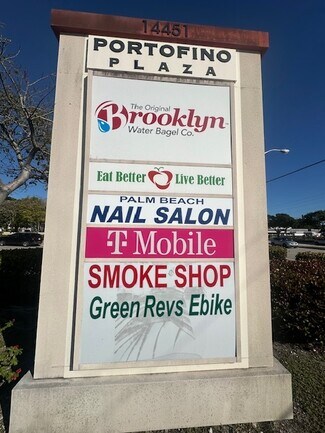 14451
PORTOFINO
PLAZA
The Original
Brooklyn
Water Bagel Co.
Eat Better Live Better
PALM BEACH
NAIL SALON
T Mobile
SMOKE SHOP
Green Revs Ebike